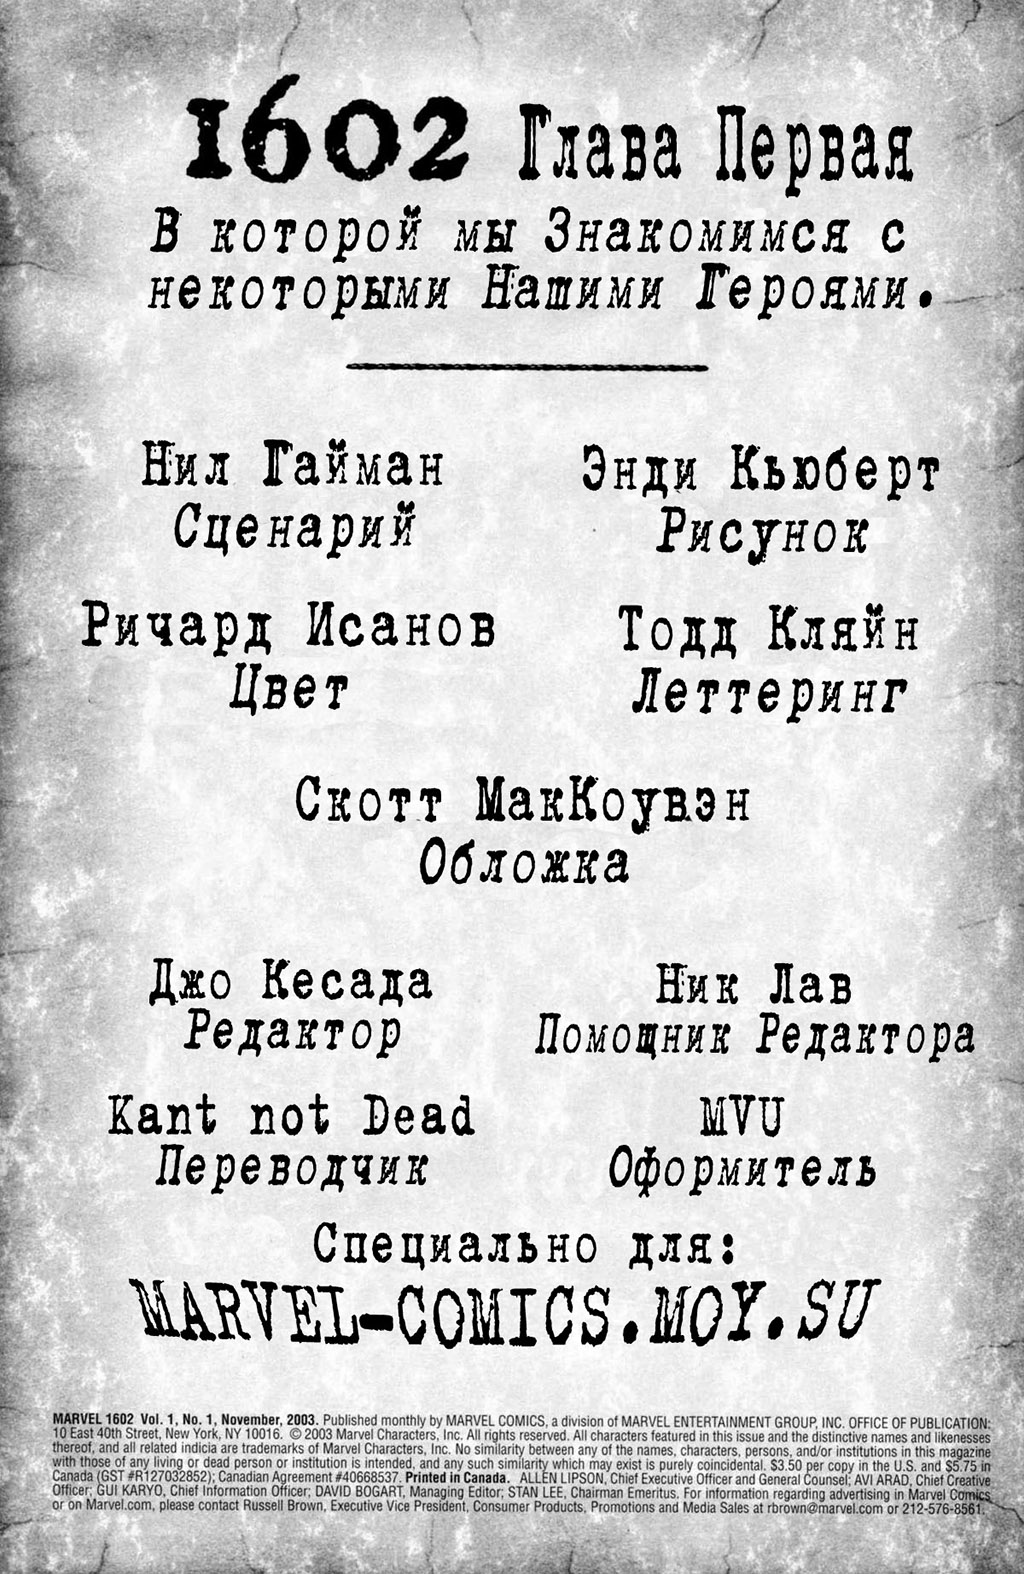 1602 Глава Первая
В которой мы Знакомимся с
некоторыми Нашими Героями.
Нил Гайман
Сценарий
Энди Кьюберт
Рисунок
Ричард Исанов
Цвет
Тодд Кляйн
Леттеринг
Скотт МакКоувэн
Обложка
Джо Кесада
Редактор
Ник Лав
Помощник Редактора
Kant not Dead
Переводчик
MVU
Оформитель
Специально для:
MARVEL-COMICS.MOY.SU
MARVEL 1602 Vol. 1, No. 1, November, 2003. Published monthly by MARVEL COMICS, a division of MARVEL ENTERTAINMENT GROUP, INC. OFFICE OF PUBLICATION:
10 East 40th Street, New York, NY 10016. © 2003 Marvel Characters, Inc. All rights reserved. All characters featured in this issue and the distinctive names and likenesses
thereof, and all related indicia are trademarks of Marvel Characters, Inc. No similarity between any of the names, characters, persons, and/or institutions in this magazine
with those of any living or dead person or institution is intended, and any such similarity which may exist is purely coincidental. $3.50 per copy in the U.S. and $5.75 in
Canada (GST #R127032852); Canadian Agreement #40668537. Printed in Canada. ALLEN LIPSON, Chief Executive Officer and General Counsel; AVI ARAD, Chief Creative
Officer; GUI KARYO, Chief Information Officer; DAVID BOGART, Managing Editor; STAN LEE, Chairman Emeritus. For information regarding advertising in Marvel Comics
or on Marvel.com, please contact Russell Brown, Executive Vice President, Consumer Products, Promotions and Media Sales at rbrown@marvel.com or 212-576-8561.